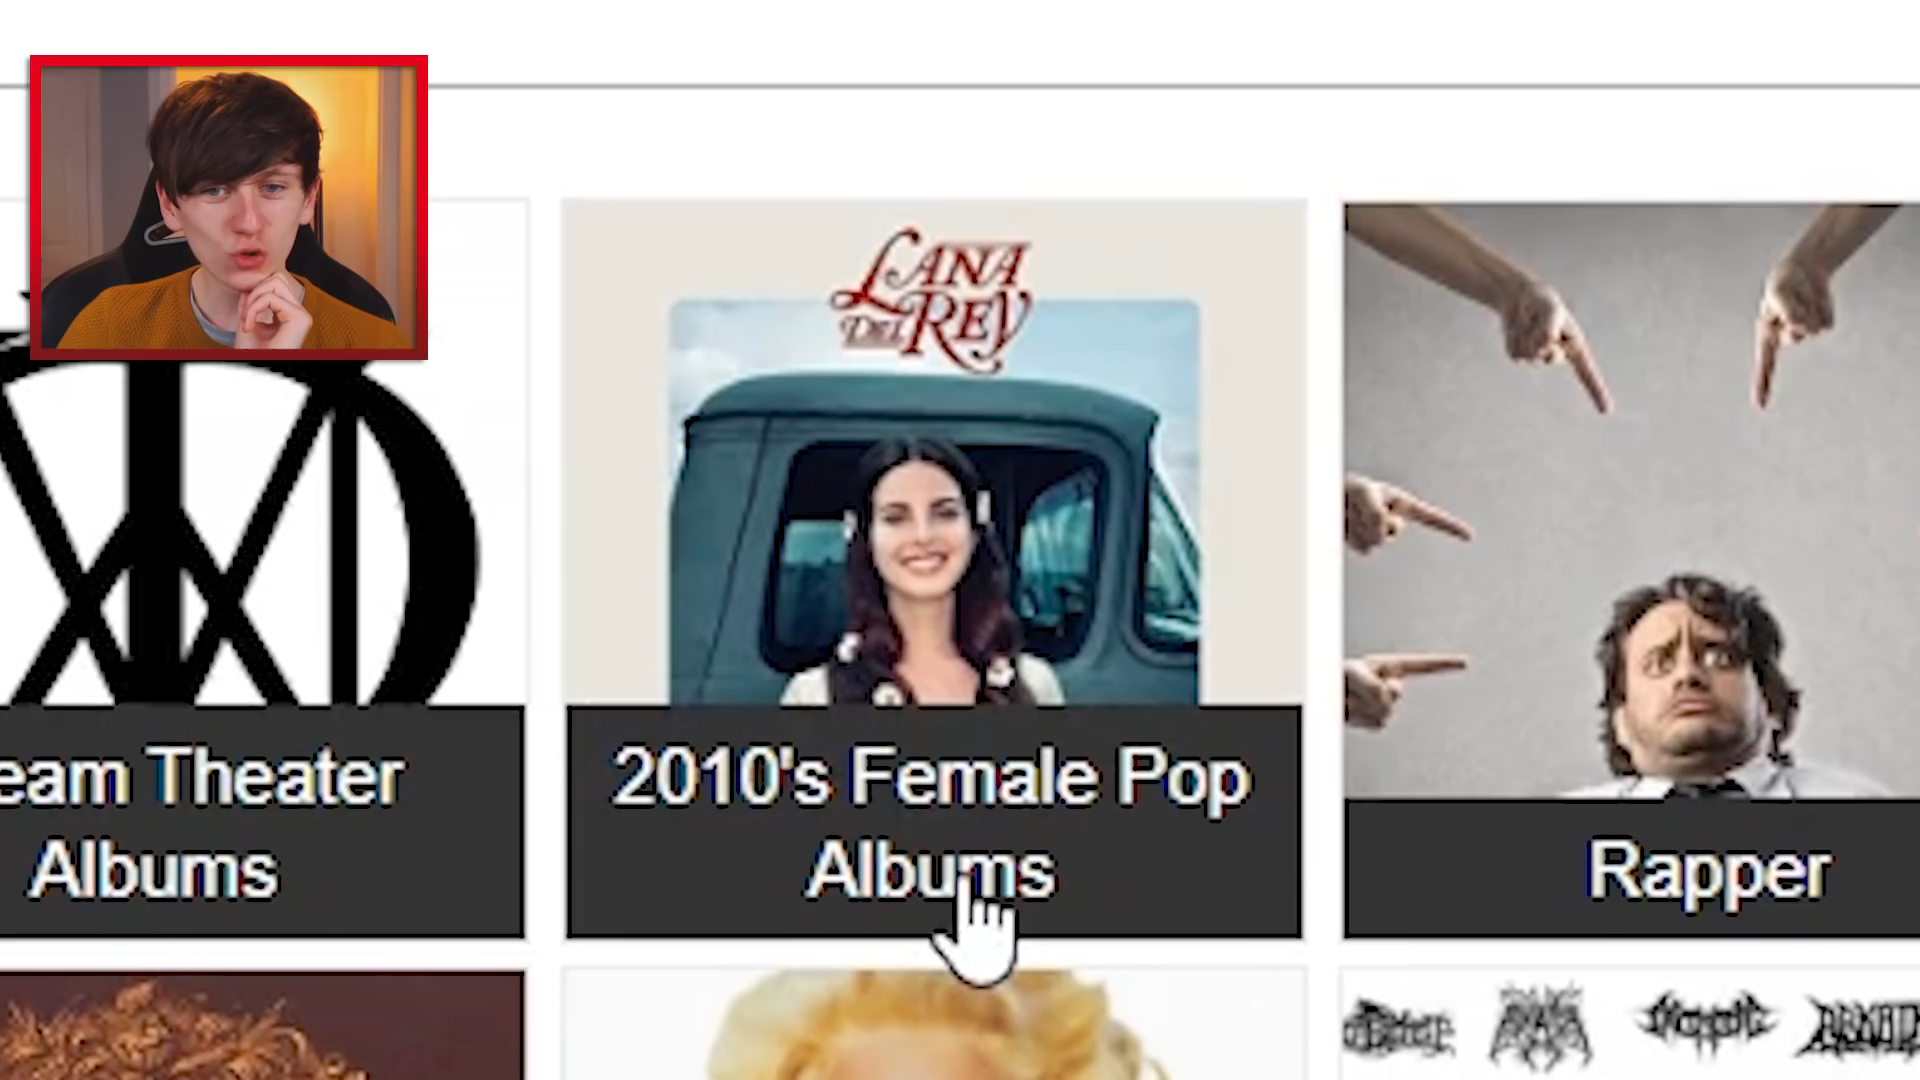 LANA
DEL REY
eam Theater
Albums
2010's Female Pop
Albums
Rapper